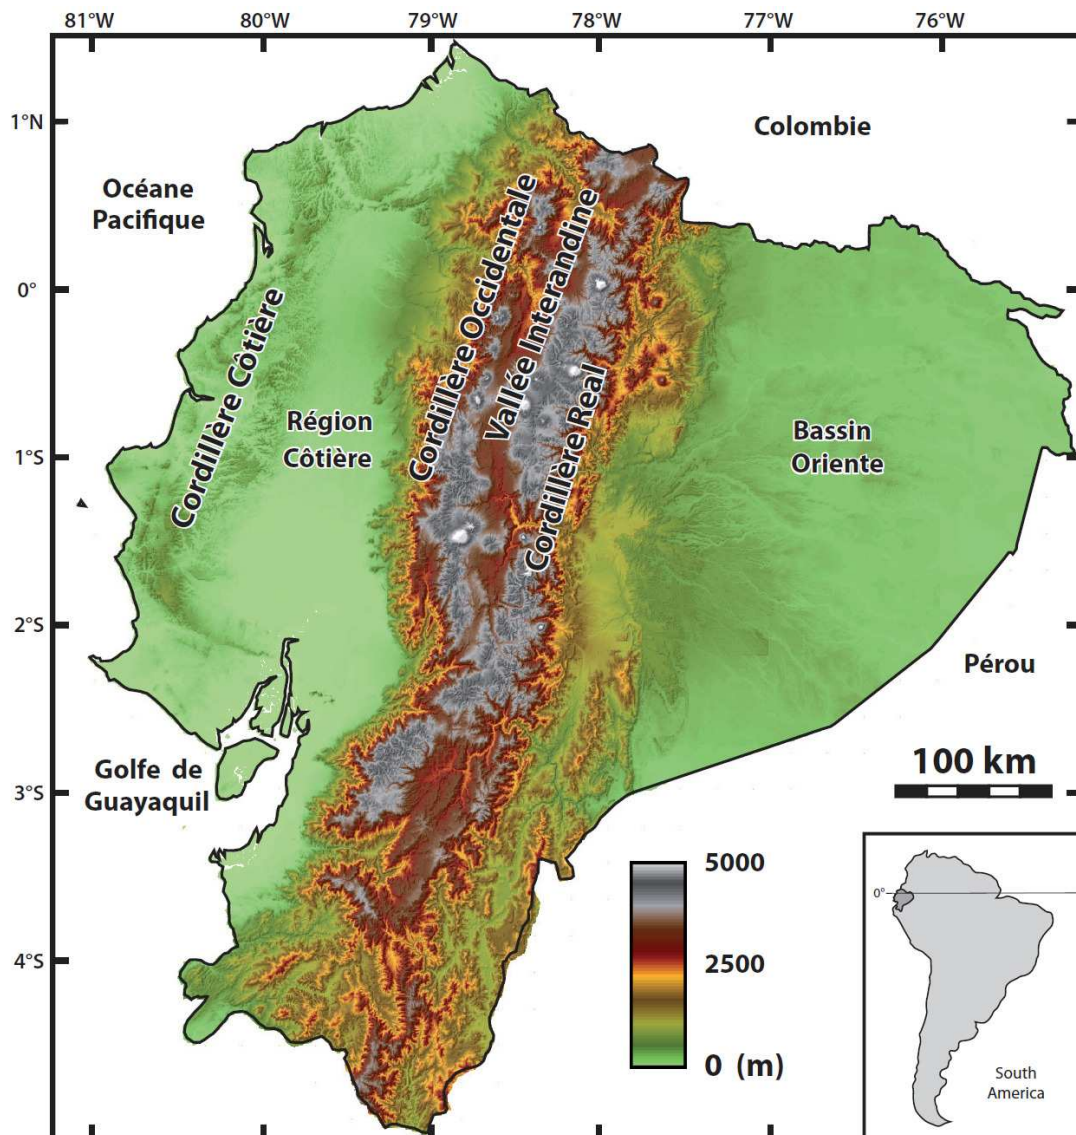 81°W 80°W 79°W 78°W 77°W 76°W
1°N
0°
1°S
2°S
3°S
4°S
Colombie
Océane
Pacifique
Cordillère Côtière
Région
Côtière
Cordillère Occidentale
Vallée Interandine
Cordillère Real
Bassin
Oriente
Pérou
Golfe de
Guayaquil
100 km
5000
2500
0 (m)
0°
South
America